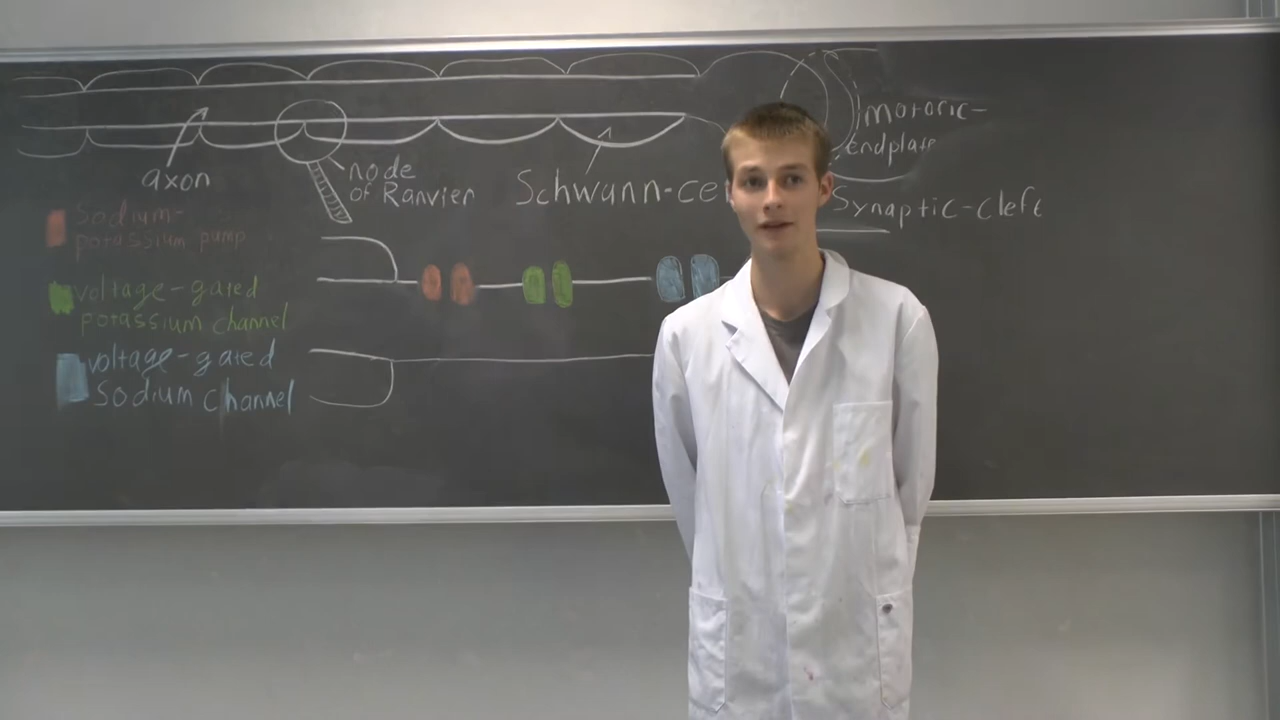 motoric-
endplate
axon
node
of Ranvier
Schwann-ce
Synaptic-cleft
Sodium-
potassium pump
voltage-gated
potassium channel
voltage-gated
Sodium channel